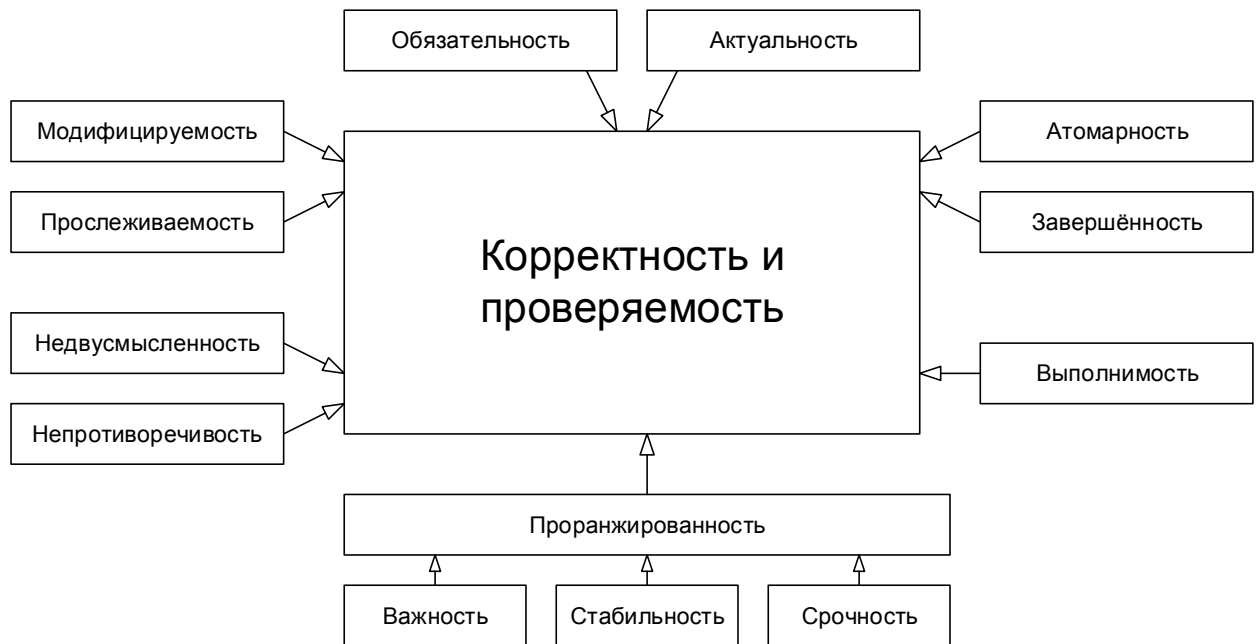 Обязательность
Актуальность
Модифицируемость
Атомарность
Прослеживаемость
Завершённость
Корректность и
проверяемость
Недвусмысленность
Выполнимость
Непротиворечивость
Проранжированность
Важность
Стабильность
Срочность